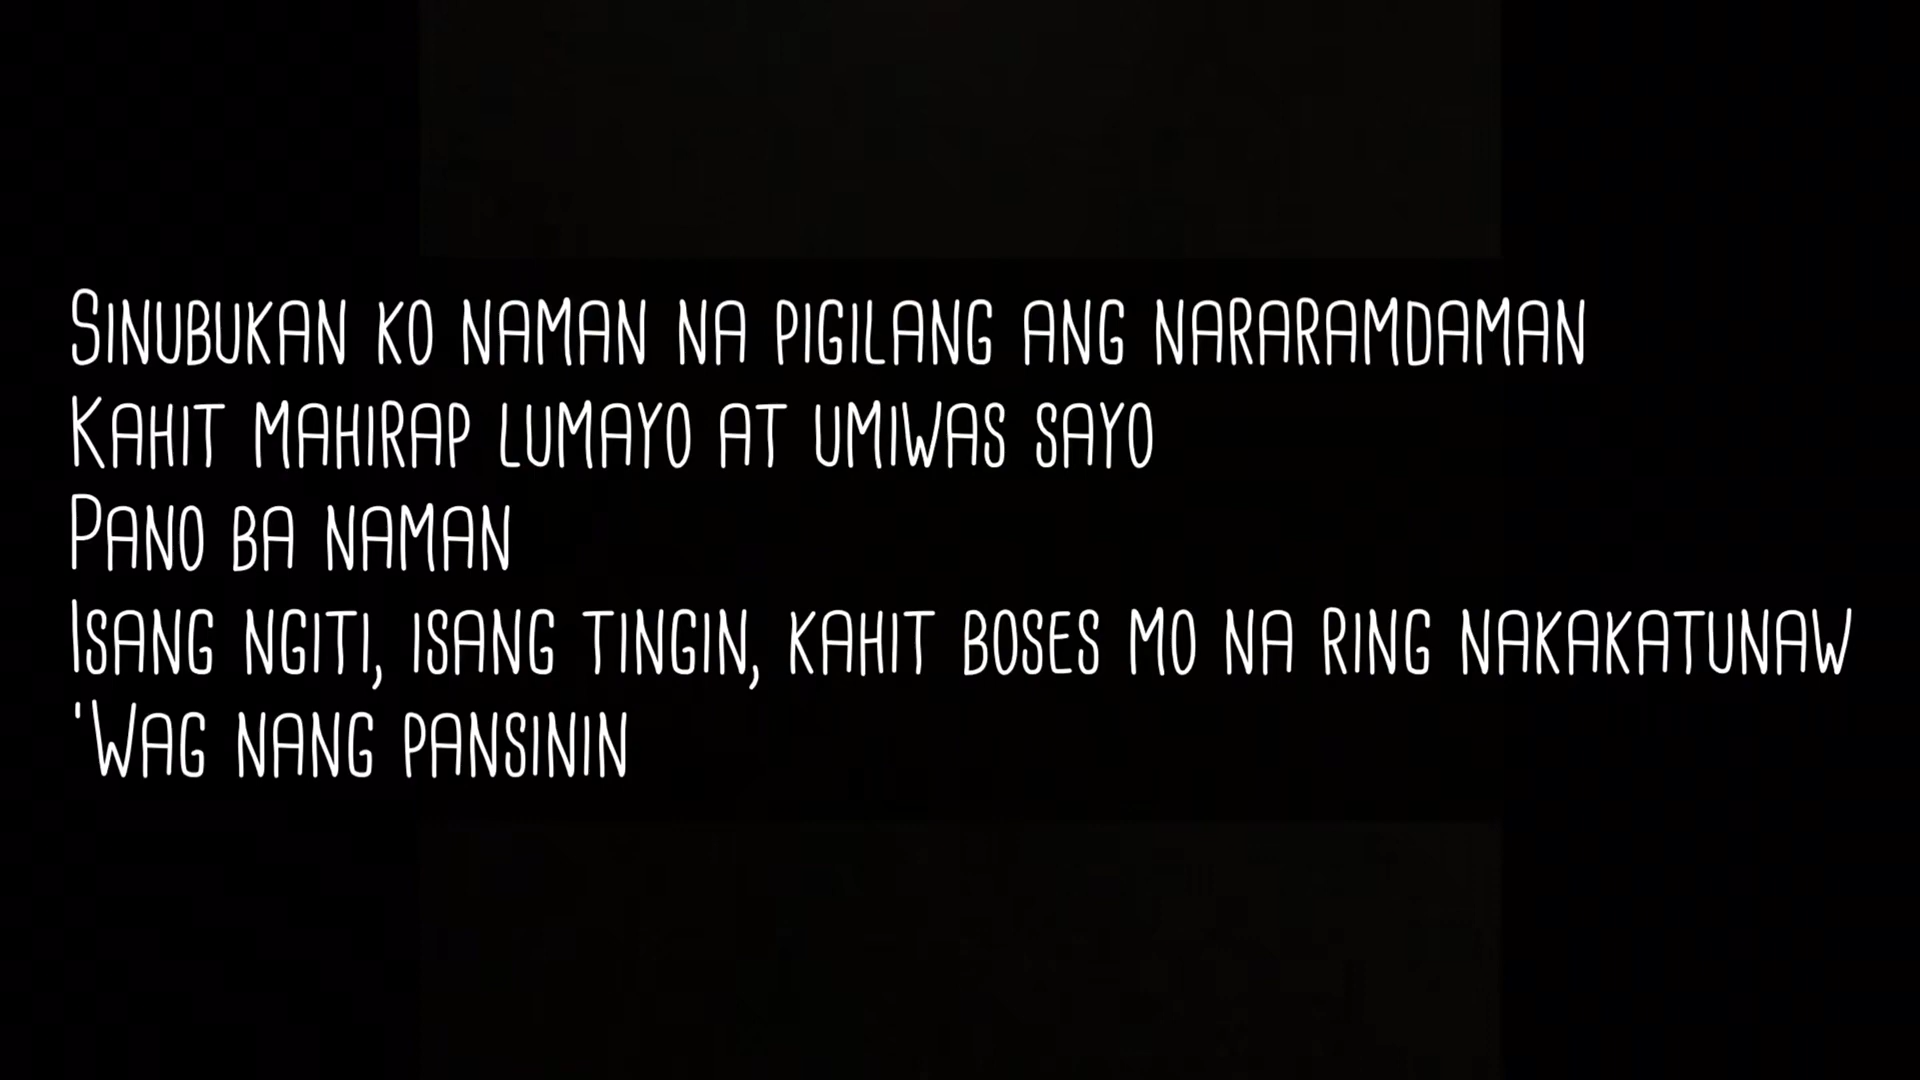 Sinubukan ko naman na pigilang ang nararamdaman
Kahit mahirap lumayo at umiwas sayo
Pano ba naman
Isang ngiti, isang tingin, kahit boses mo na ring nakakatunaw
'Wag nang pansinin